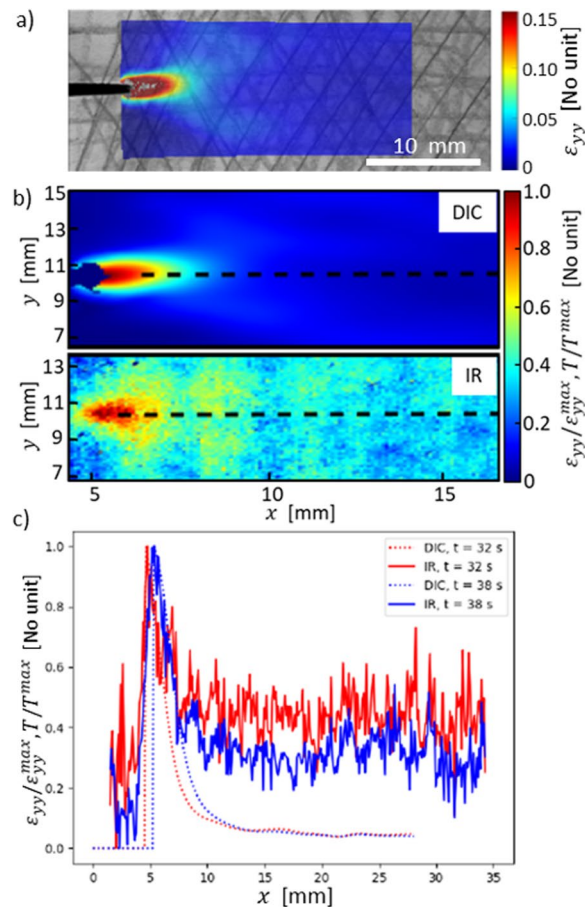 a)
0.15
0.10
0.05
0
ε_yy [No unit]
10 mm
b)
15
13
11
9
7
y [mm]
DIC
13
11
9
7
y [mm]
IR
5
10
15
x [mm]
1.0
0.8
0.6
0.4
0.2
0
ε_yy/ε_yy^max, T/T^max [No unit]
c)
1.0
0.8
0.6
0.4
0.2
0.0
ε_yy/ε_yy^max, T/T^max [No unit]
DIC, t = 32 s
IR, t = 32 s
DIC, t = 38 s
IR, t = 38 s
0
5
10
15
20
25
30
35
x [mm]